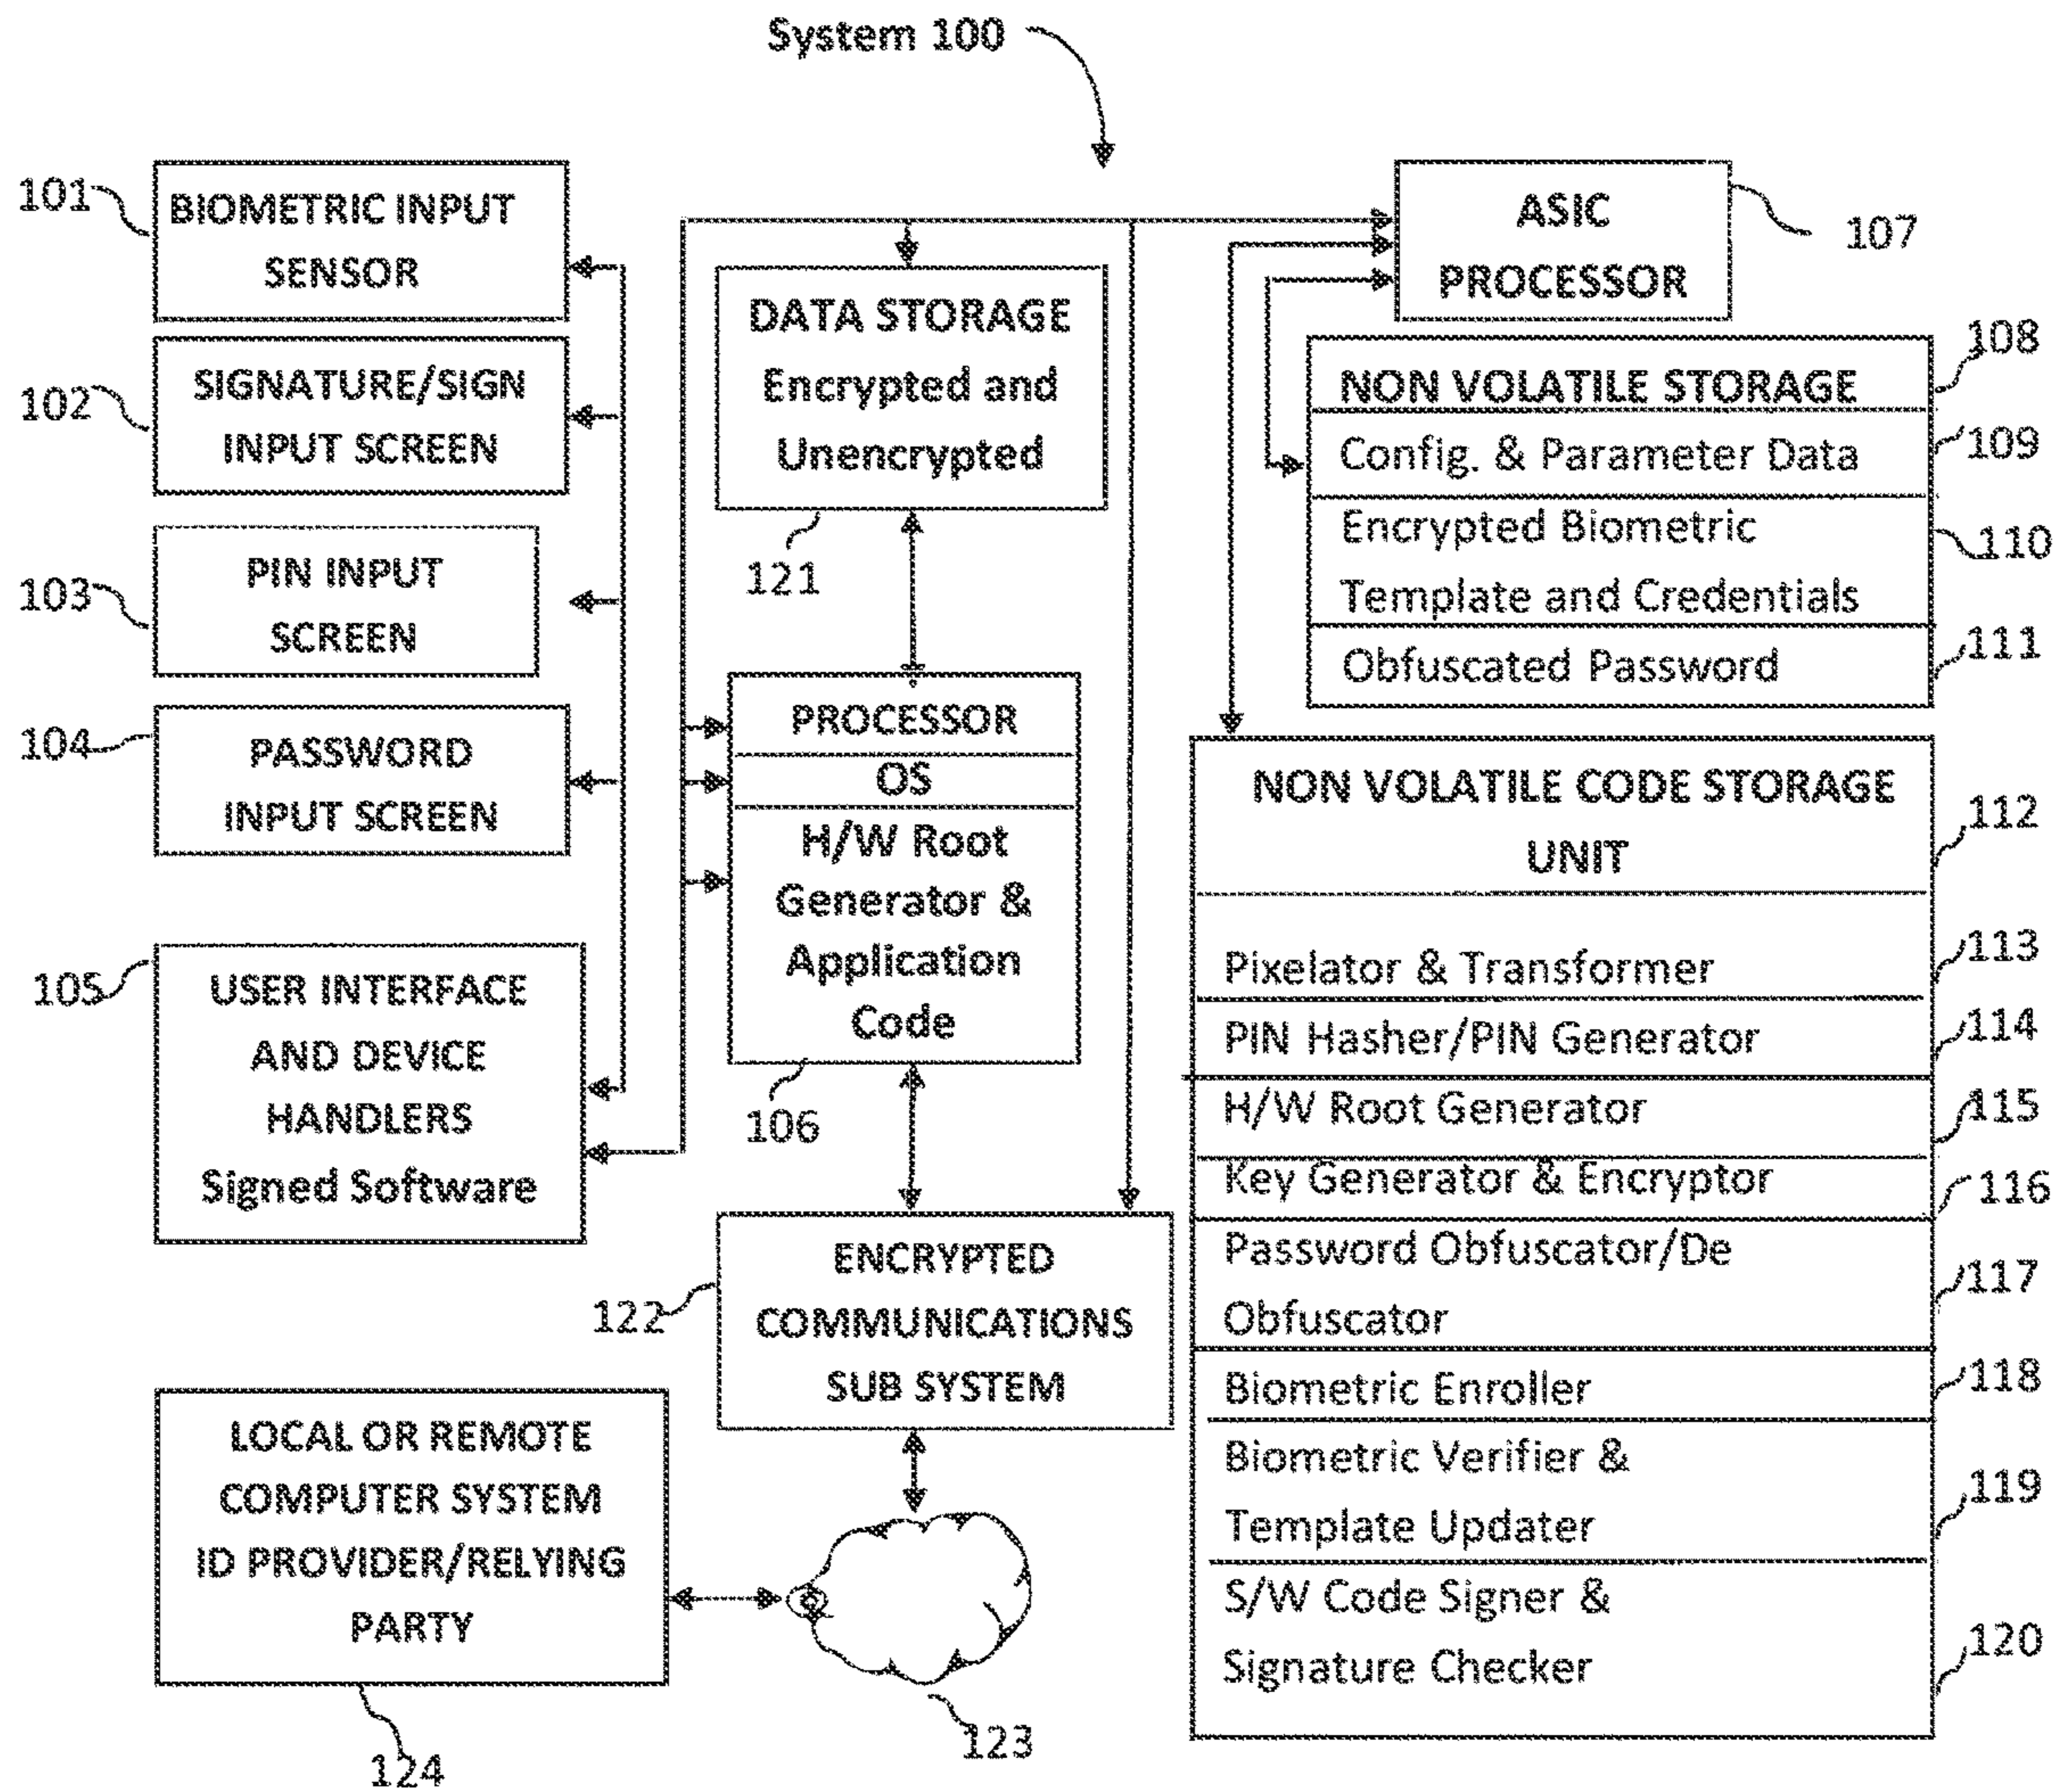 System 100
101
BIOMETRIC INPUT
SENSOR
102
SIGNATURE/SIGN
INPUT SCREEN
103
PIN INPUT
SCREEN
104
PASSWORD
INPUT SCREEN
105
USER INTERFACE
AND DEVICE
HANDLERS
Signed Software
DATA STORAGE
Encrypted and
Unencrypted
121
PROCESSOR
OS
H/W Root
Generator &
Application
Code
106
ENCRYPTED
COMMUNICATIONS
SUB SYSTEM
122
LOCAL OR REMOTE
COMPUTER SYSTEM
ID PROVIDER/RELYING
PARTY
124
123
ASIC
PROCESSOR
107
NON VOLATILE STORAGE
108
Config. & Parameter Data
109
Encrypted Biometric
Template and Credentials
110
Obfuscated Password
111
NON VOLATILE CODE STORAGE
UNIT
112
Pixelator & Transformer
113
PIN Hasher/PIN Generator
114
H/W Root Generator
115
Key Generator & Encryptor
116
Password Obfuscator/De
Obfuscator
117
Biometric Enroller
118
Biometric Verifier &
Template Updater
119
S/W Code Signer &
Signature Checker
120